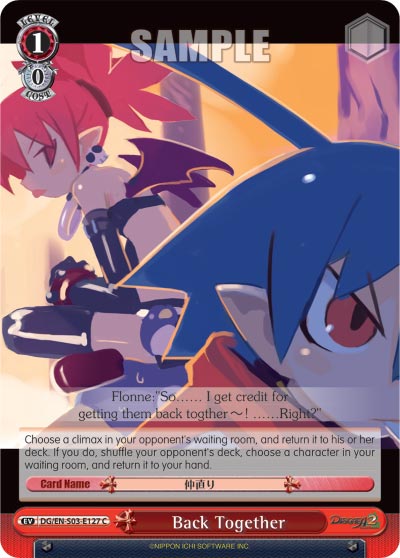 LEVEL
1
0
COST
SAMPLE
Flonne:"So…… I get credit for
getting them back togther～! ……Right?"
Choose a climax in your opponent's waiting room, and return it to his or her
deck. If you do, shuffle your opponent's deck, choose a character in your
waiting room, and return it to your hand.
Card Name 仲直り
EV DG/EN-S03-E127 C Back Together DISGAEA 2
©NIPPON ICHI SOFTWARE INC.